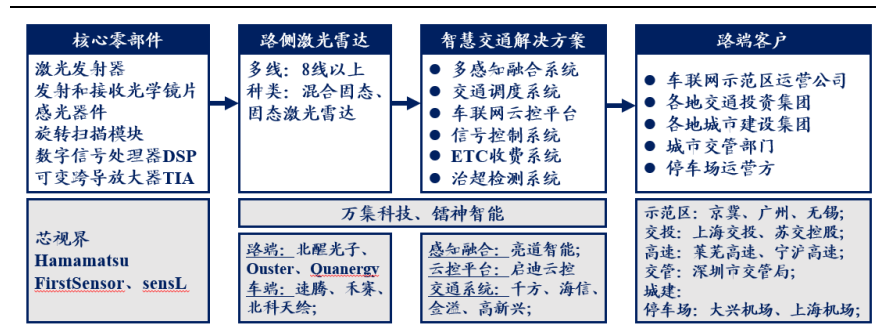 核心零部件
激光发射器
发射和接收光学镜片
感光器件
旋转扫描模块
数字信号处理器DSP
可变跨导放大器TIA
路侧激光雷达
多线：8线以上
种类：混合固态、
固态激光雷达
智慧交通解决方案
● 多感知融合系统
● 交通调度系统
● 车联网云控平台
● 信号控制系统
● ETC收费系统
● 治超检测系统
路端客户
● 车联网示范区运营公司
● 各地交通投资集团
● 各地城市建设集团
● 城市交管部门
● 停车场运营方
芯视界
Hamamatsu
FirstSensor、sensL
万集科技、镭神智能
路端：北醒光子、
Ouster、Quanergy
车端：速腾、禾赛、
北科天绘;
感知融合：亮道智能;
云控平台：启迪云控
交通系统：千方、海信、
金溢、高新兴;
示范区：京冀、广州、无锡;
交投：上海交投、苏交控股;
高速：莱芜高速、宁沪高速;
交管：深圳市交管局;
城建:
停车场：大兴机场、上海机场;